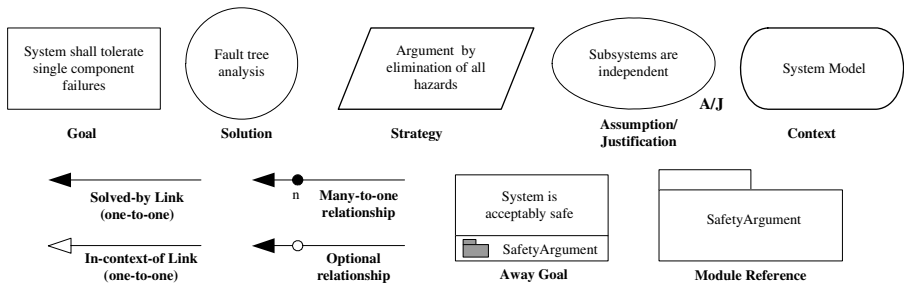 System shall tolerate
single component
failures
Goal
Fault tree
analysis
Solution
Argument by
elimination of all
hazards
Strategy
Subsystems are
independent
A/J
Assumption/
Justification
System Model
Context
Solved-by Link
(one-to-one)
n
Many-to-one
relationship
In-context-of Link
(one-to-one)
Optional
relationship
System is
acceptably safe
SafetyArgument
Away Goal
SafetyArgument
Module Reference